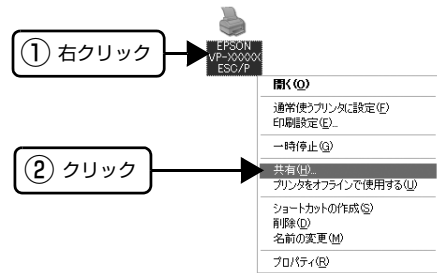 ① 右クリック
EPSON
VP-XXXXX
ESC/P
開く(O)
通常使うプリンタに設定(F)
印刷設定(E)...
一時停止(G)
② クリック
共有(H)...
プリンタをオフラインで使用する(U)
ショートカットの作成(S)
削除(D)
名前の変更(M)
プロパティ(R)